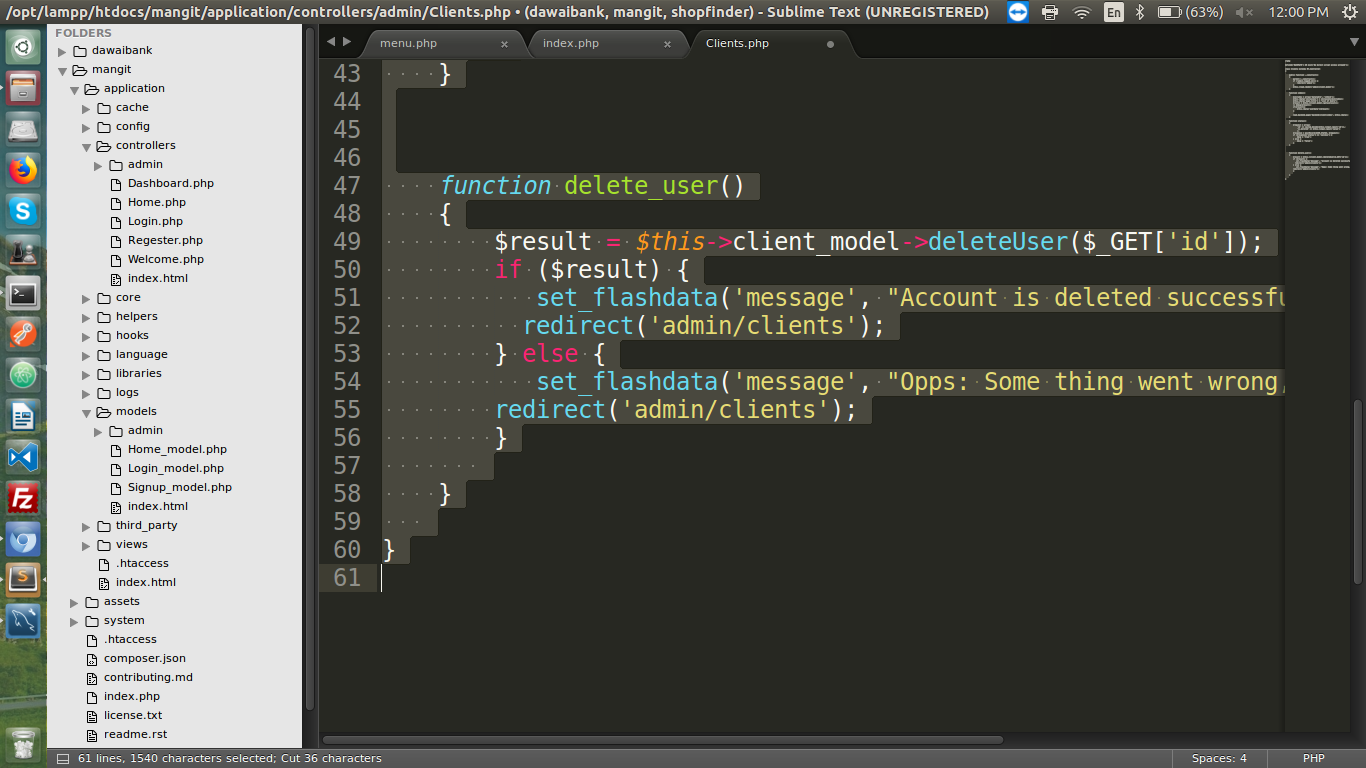 /opt/lampp/htdocs/mangit/application/controllers/admin/Clients.php • (dawaibank, mangit, shopfinder) - Sublime Text (UNREGISTERED)
En (63%) 12:00 PM
FOLDERS
dawaibank
mangit
application
cache
config
controllers
admin
Dashboard.php
Home.php
Login.php
Regester.php
Welcome.php
index.html
core
helpers
hooks
language
libraries
logs
models
admin
Home_model.php
Login_model.php
Signup_model.php
index.html
third_party
views
.htaccess
index.html
assets
system
.htaccess
composer.json
contributing.md
index.php
license.txt
readme.rst
menu.php × index.php × Clients.php
43 }
44
45
46
47 function delete_user()
48 {
49 $result = $this->client_model->deleteUser($_GET['id']);
50 if ($result) {
51 set_flashdata('message', "Account is deleted successfu
52 redirect('admin/clients');
53 } else {
54 set_flashdata('message', "Opps: Some thing went wrong,
55 redirect('admin/clients');
56 }
57
58 }
59
60 }
61
61 lines, 1540 characters selected; Cut 36 characters Spaces: 4 PHP